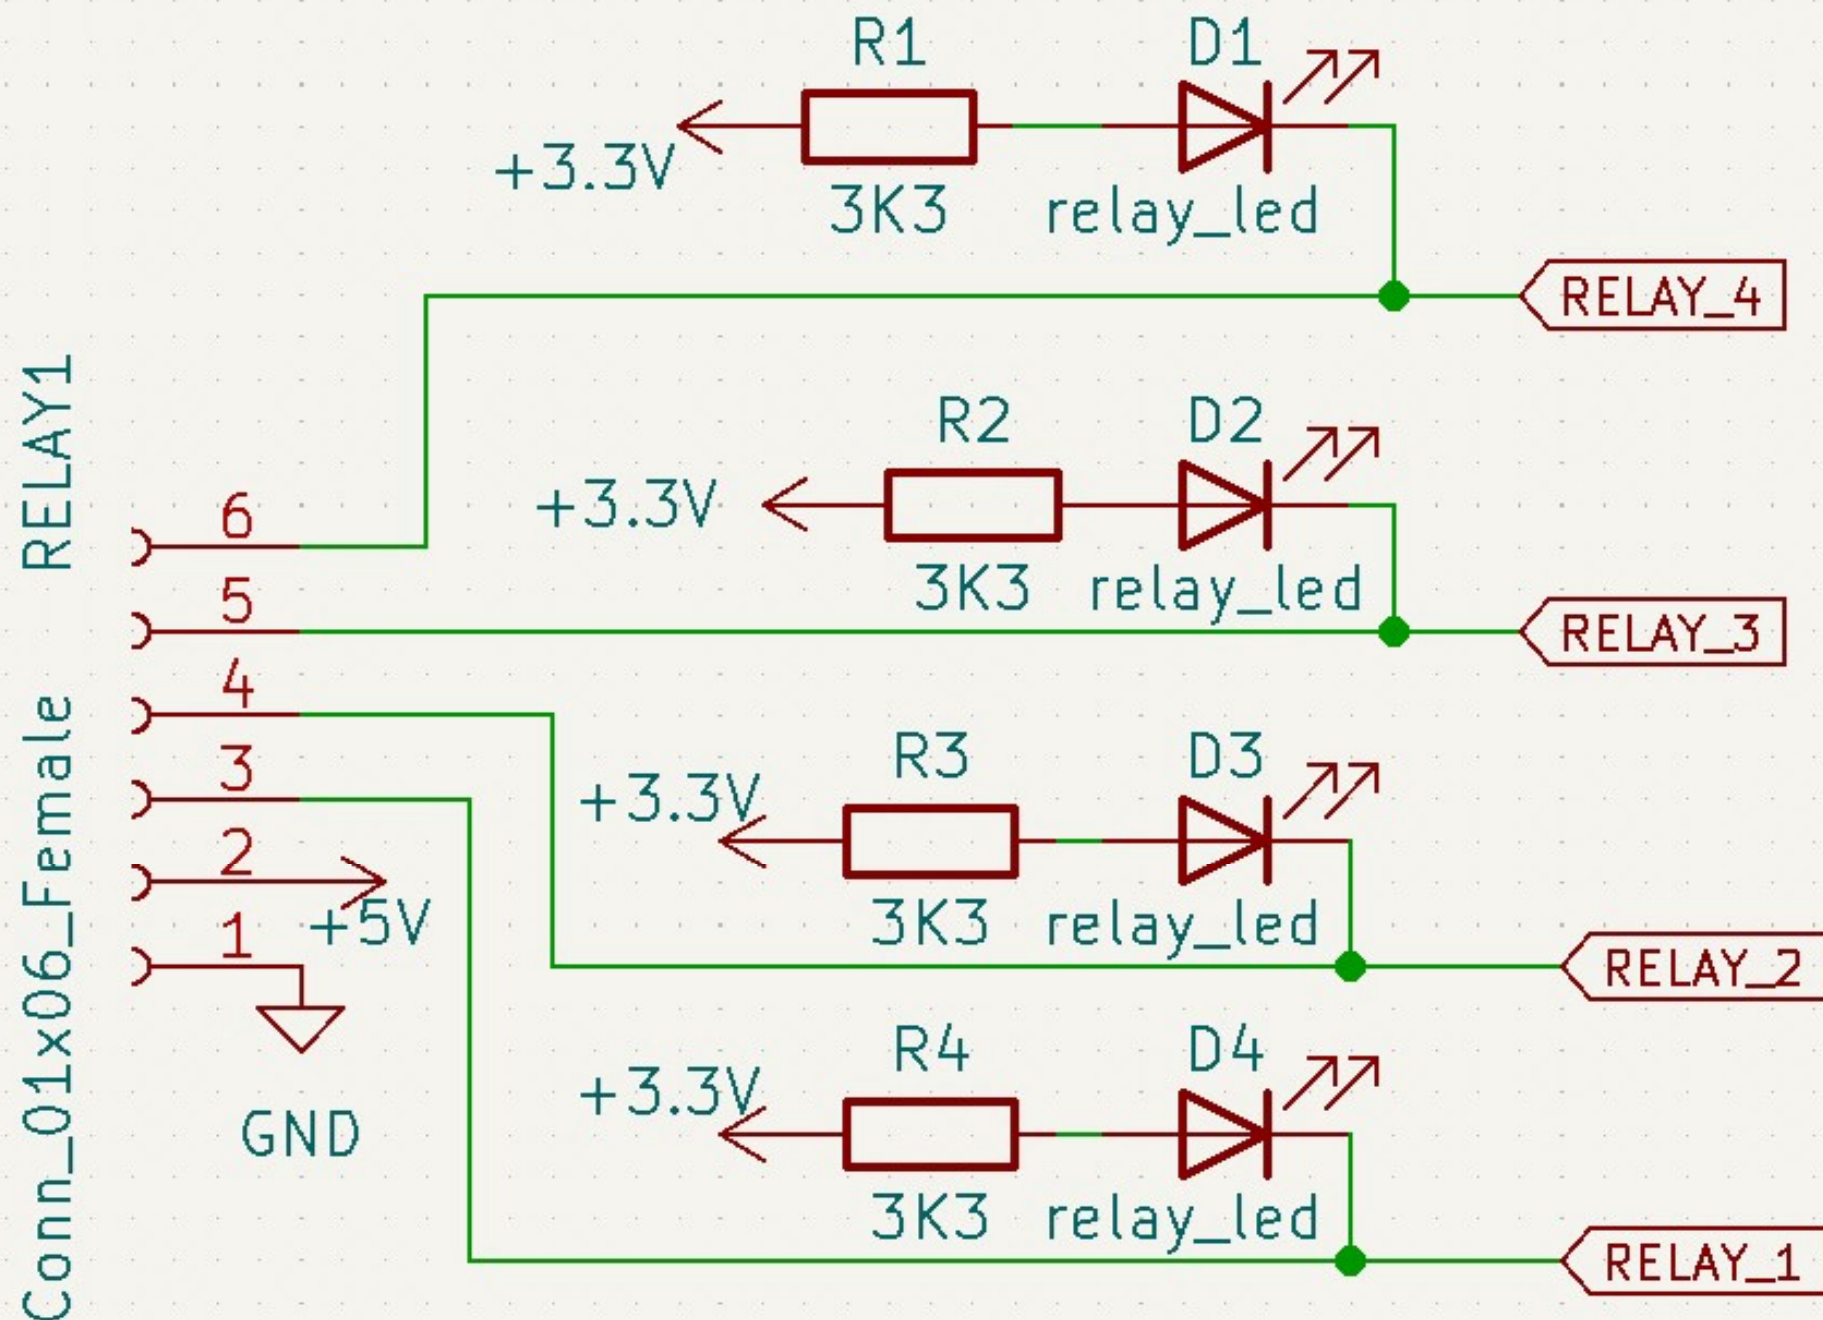 R1
D1
+3.3V
3K3
relay_led
RELAY_4
RELAY1
R2
D2
+3.3V
3K3
relay_led
6
5
RELAY_3
4
3
2
+5V
1
GND
Conn_01x06_Female
R3
D3
+3.3V
3K3
relay_led
RELAY_2
R4
D4
+3.3V
3K3
relay_led
RELAY_1